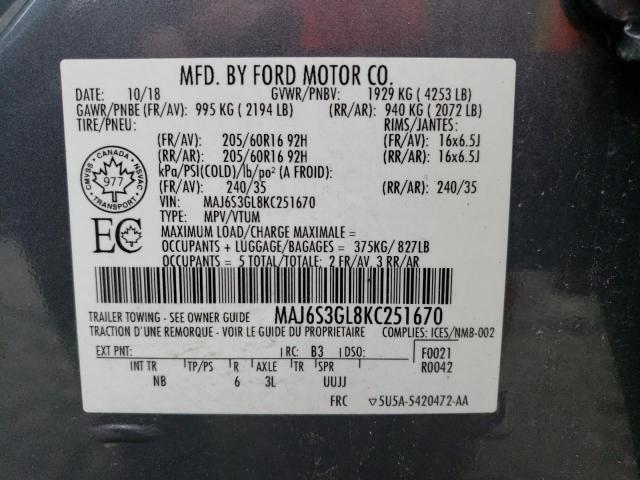 MFD. BY FORD MOTOR CO.
DATE: 10/18 GVWR/PNBV: 1929 KG ( 4253 LB)
GAWR/PNBE (FR/AV): 995 KG ( 2194 LB) (RR/AR): 940 KG ( 2072 LB)
TIRE/PNEU: RIMS/JANTES:
(FR/AV): 205/60R16 92H (FR/AV): 16x6.5J
(RR/AR): 205/60R16 92H (RR/AR): 16x6.5J
kPa/PSI(COLD)/lb/po² (A FROID):
(FR/AV): 240/35 (RR/AR): 240/35
VIN: MAJ6S3GL8KC251670
TYPE: MPV/VTUM
CMVSS • CANADA • NSVAC
977
TRANSPORT
EC
MAXIMUM LOAD/CHARGE MAXIMALE =
OCCUPANTS + LUGGAGE/BAGAGES = 375KG/ 827LB
OCCUPANTS = 5 TOTAL/TOTALE: 2 FR/AV, 3 RR/AR
TRAILER TOWING - SEE OWNER GUIDE MAJ6S3GL8KC251670
TRACTION D'UNE REMORQUE - VOIR LE GUIDE DU PROPRIETAIRE COMPLIES: ICES/NMB-002
EXT PNT: RC: B3 DSO: F0021
R0042
INT TR TP/PS R AXLE TR SPR
NB 6 3L UUJJ
FRC ▽5U5A-5420472-AA